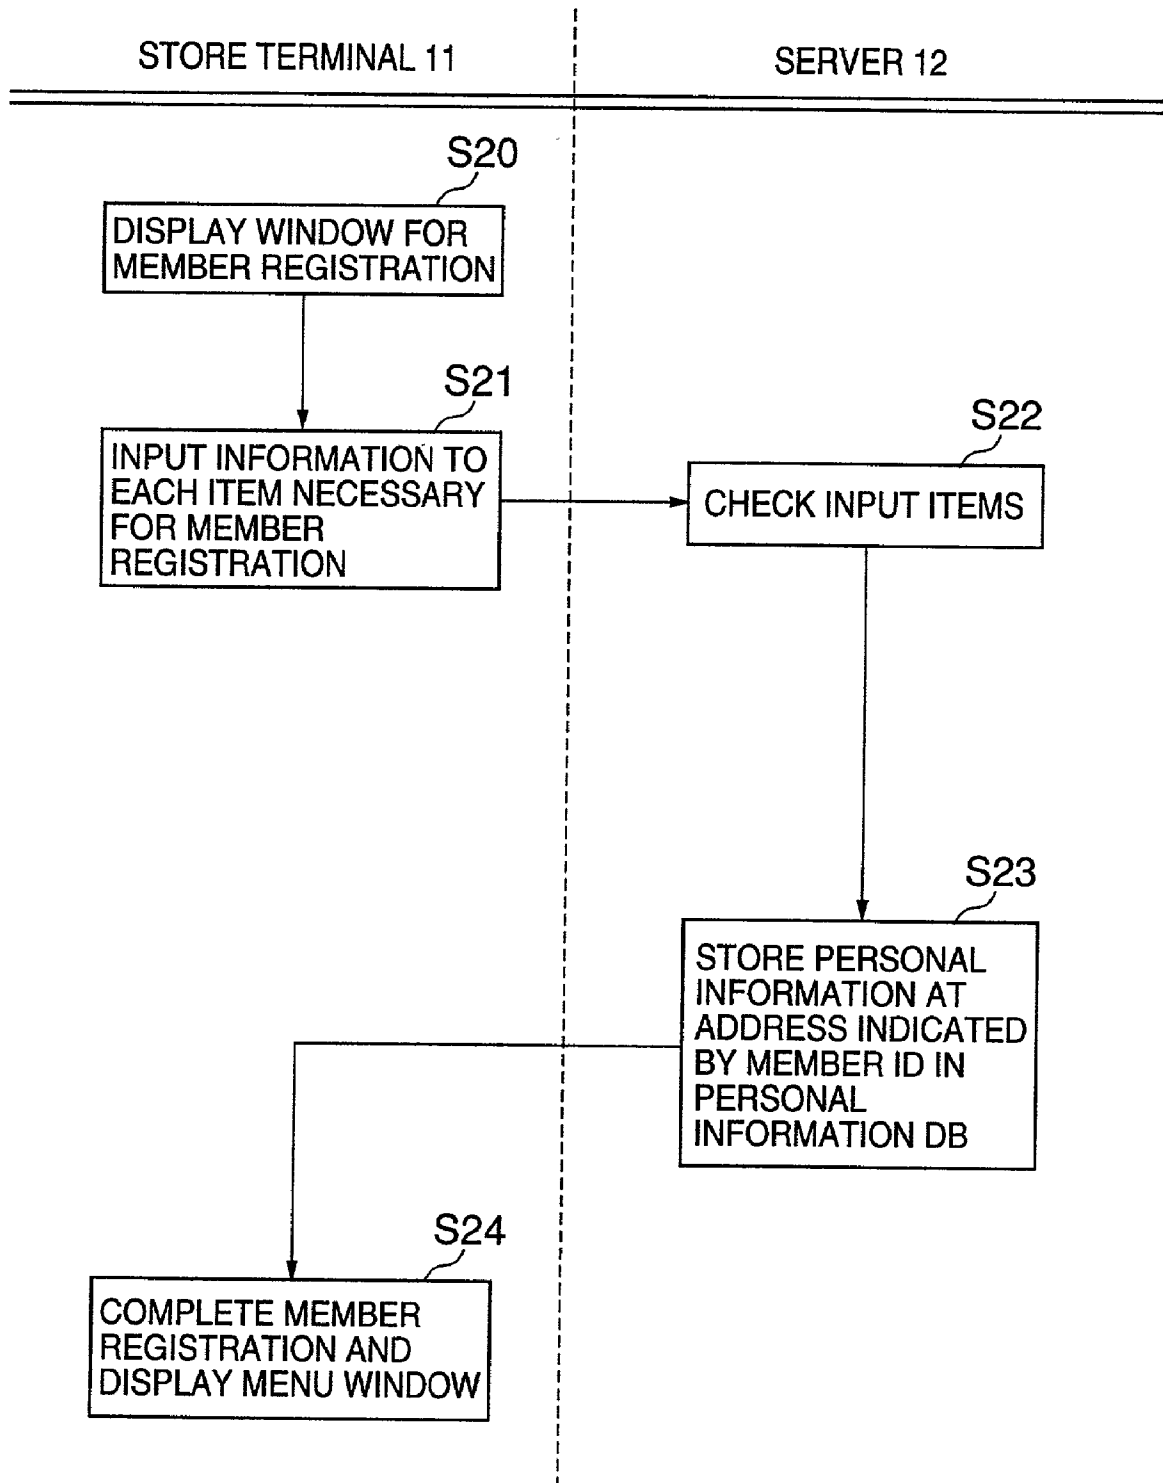 STORE TERMINAL 11
SERVER 12
S20
DISPLAY WINDOW FOR
MEMBER REGISTRATION
S21
INPUT INFORMATION TO
EACH ITEM NECESSARY
FOR MEMBER
REGISTRATION
S22
CHECK INPUT ITEMS
S23
STORE PERSONAL
INFORMATION AT
ADDRESS INDICATED
BY MEMBER ID IN
PERSONAL
INFORMATION DB
S24
COMPLETE MEMBER
REGISTRATION AND
DISPLAY MENU WINDOW